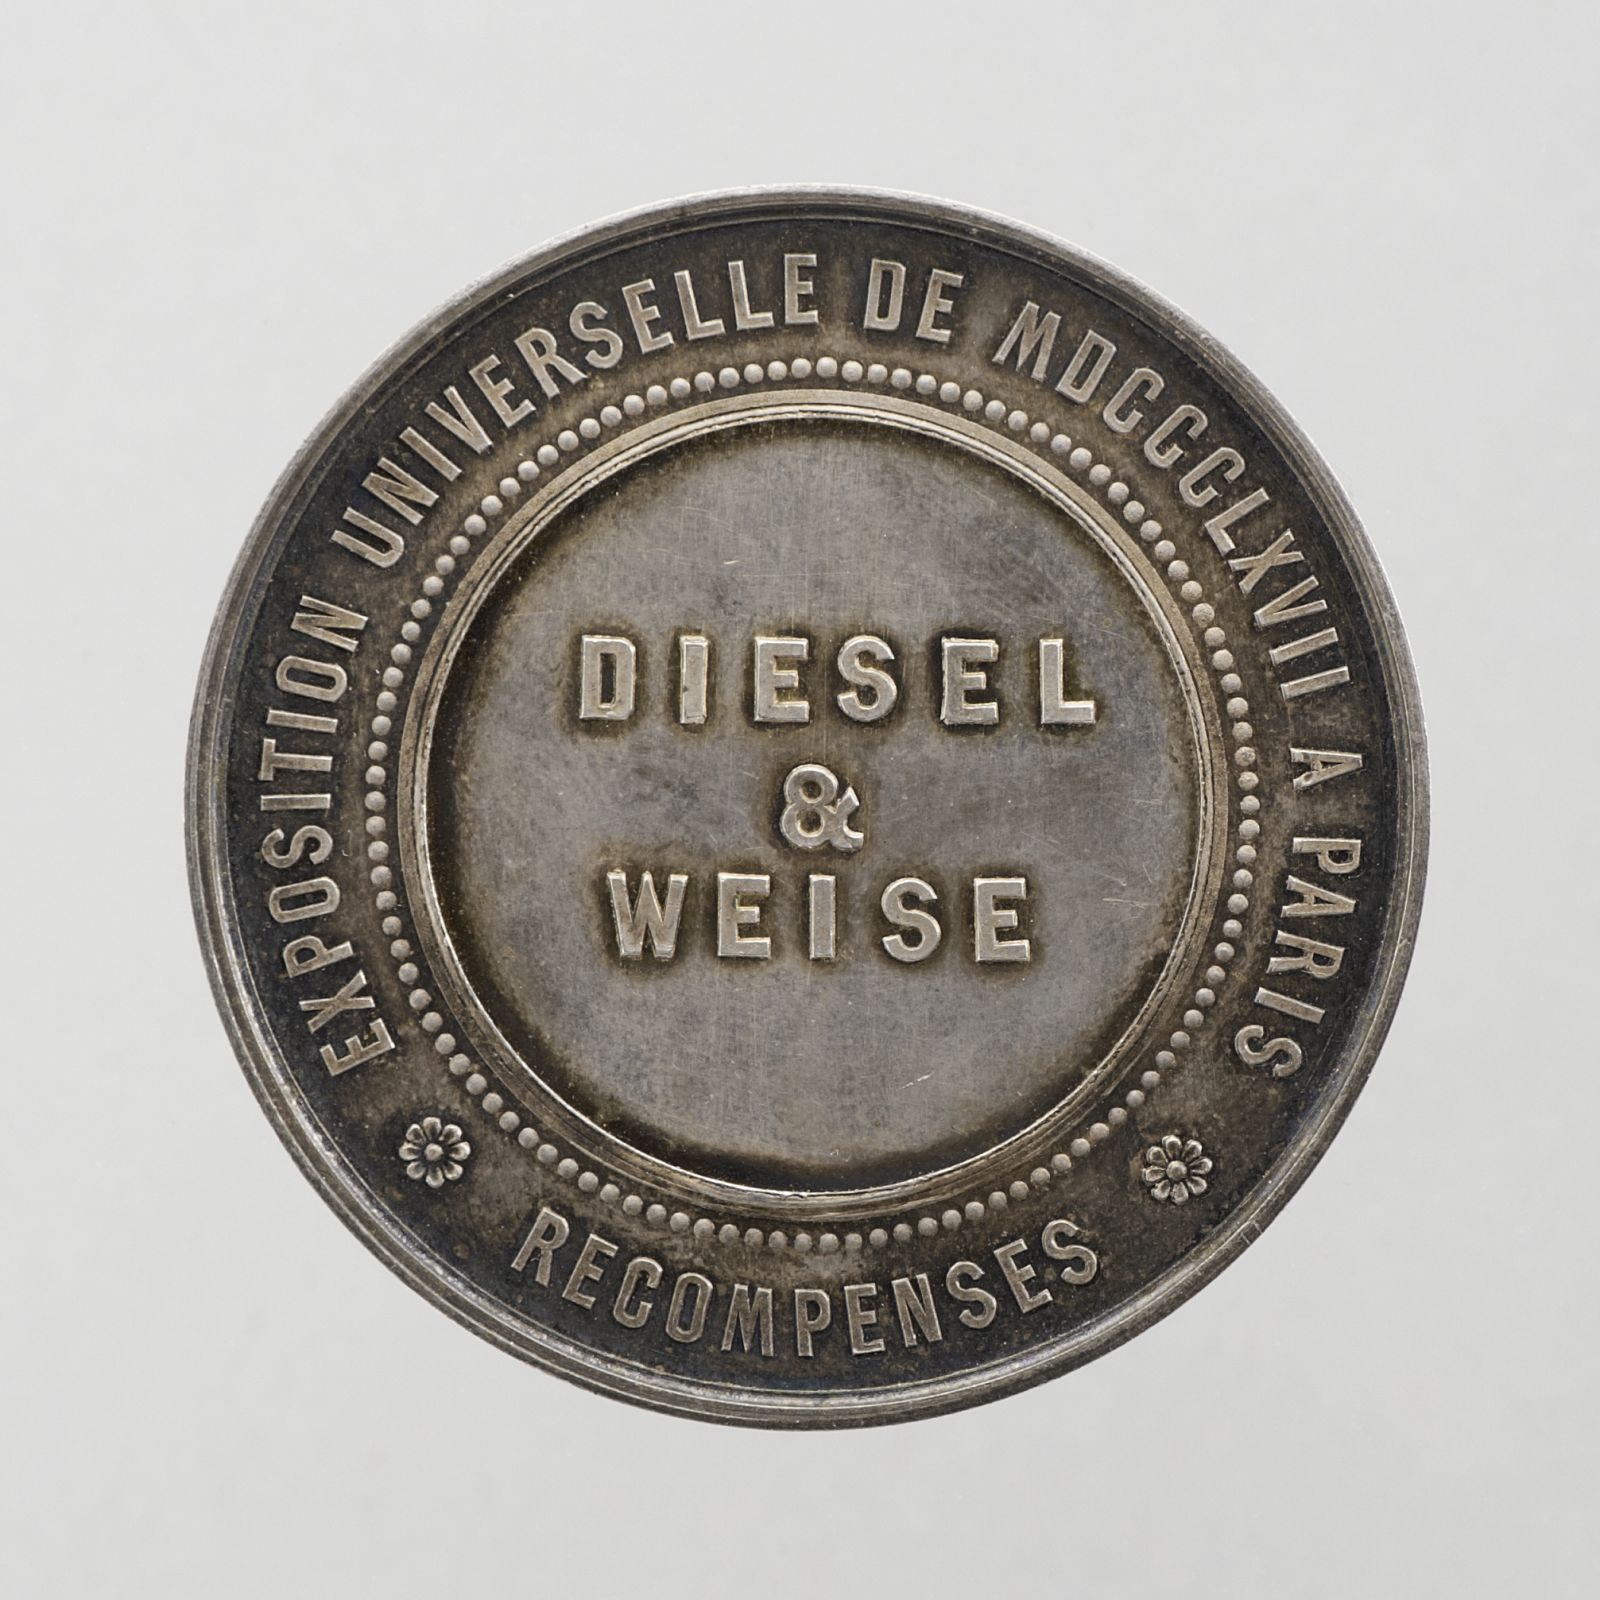 EXPOSITION UNIVERSELLE DE MDCCCLXVII A PARIS
DIESEL
&
WEISE
RECOMPENSES